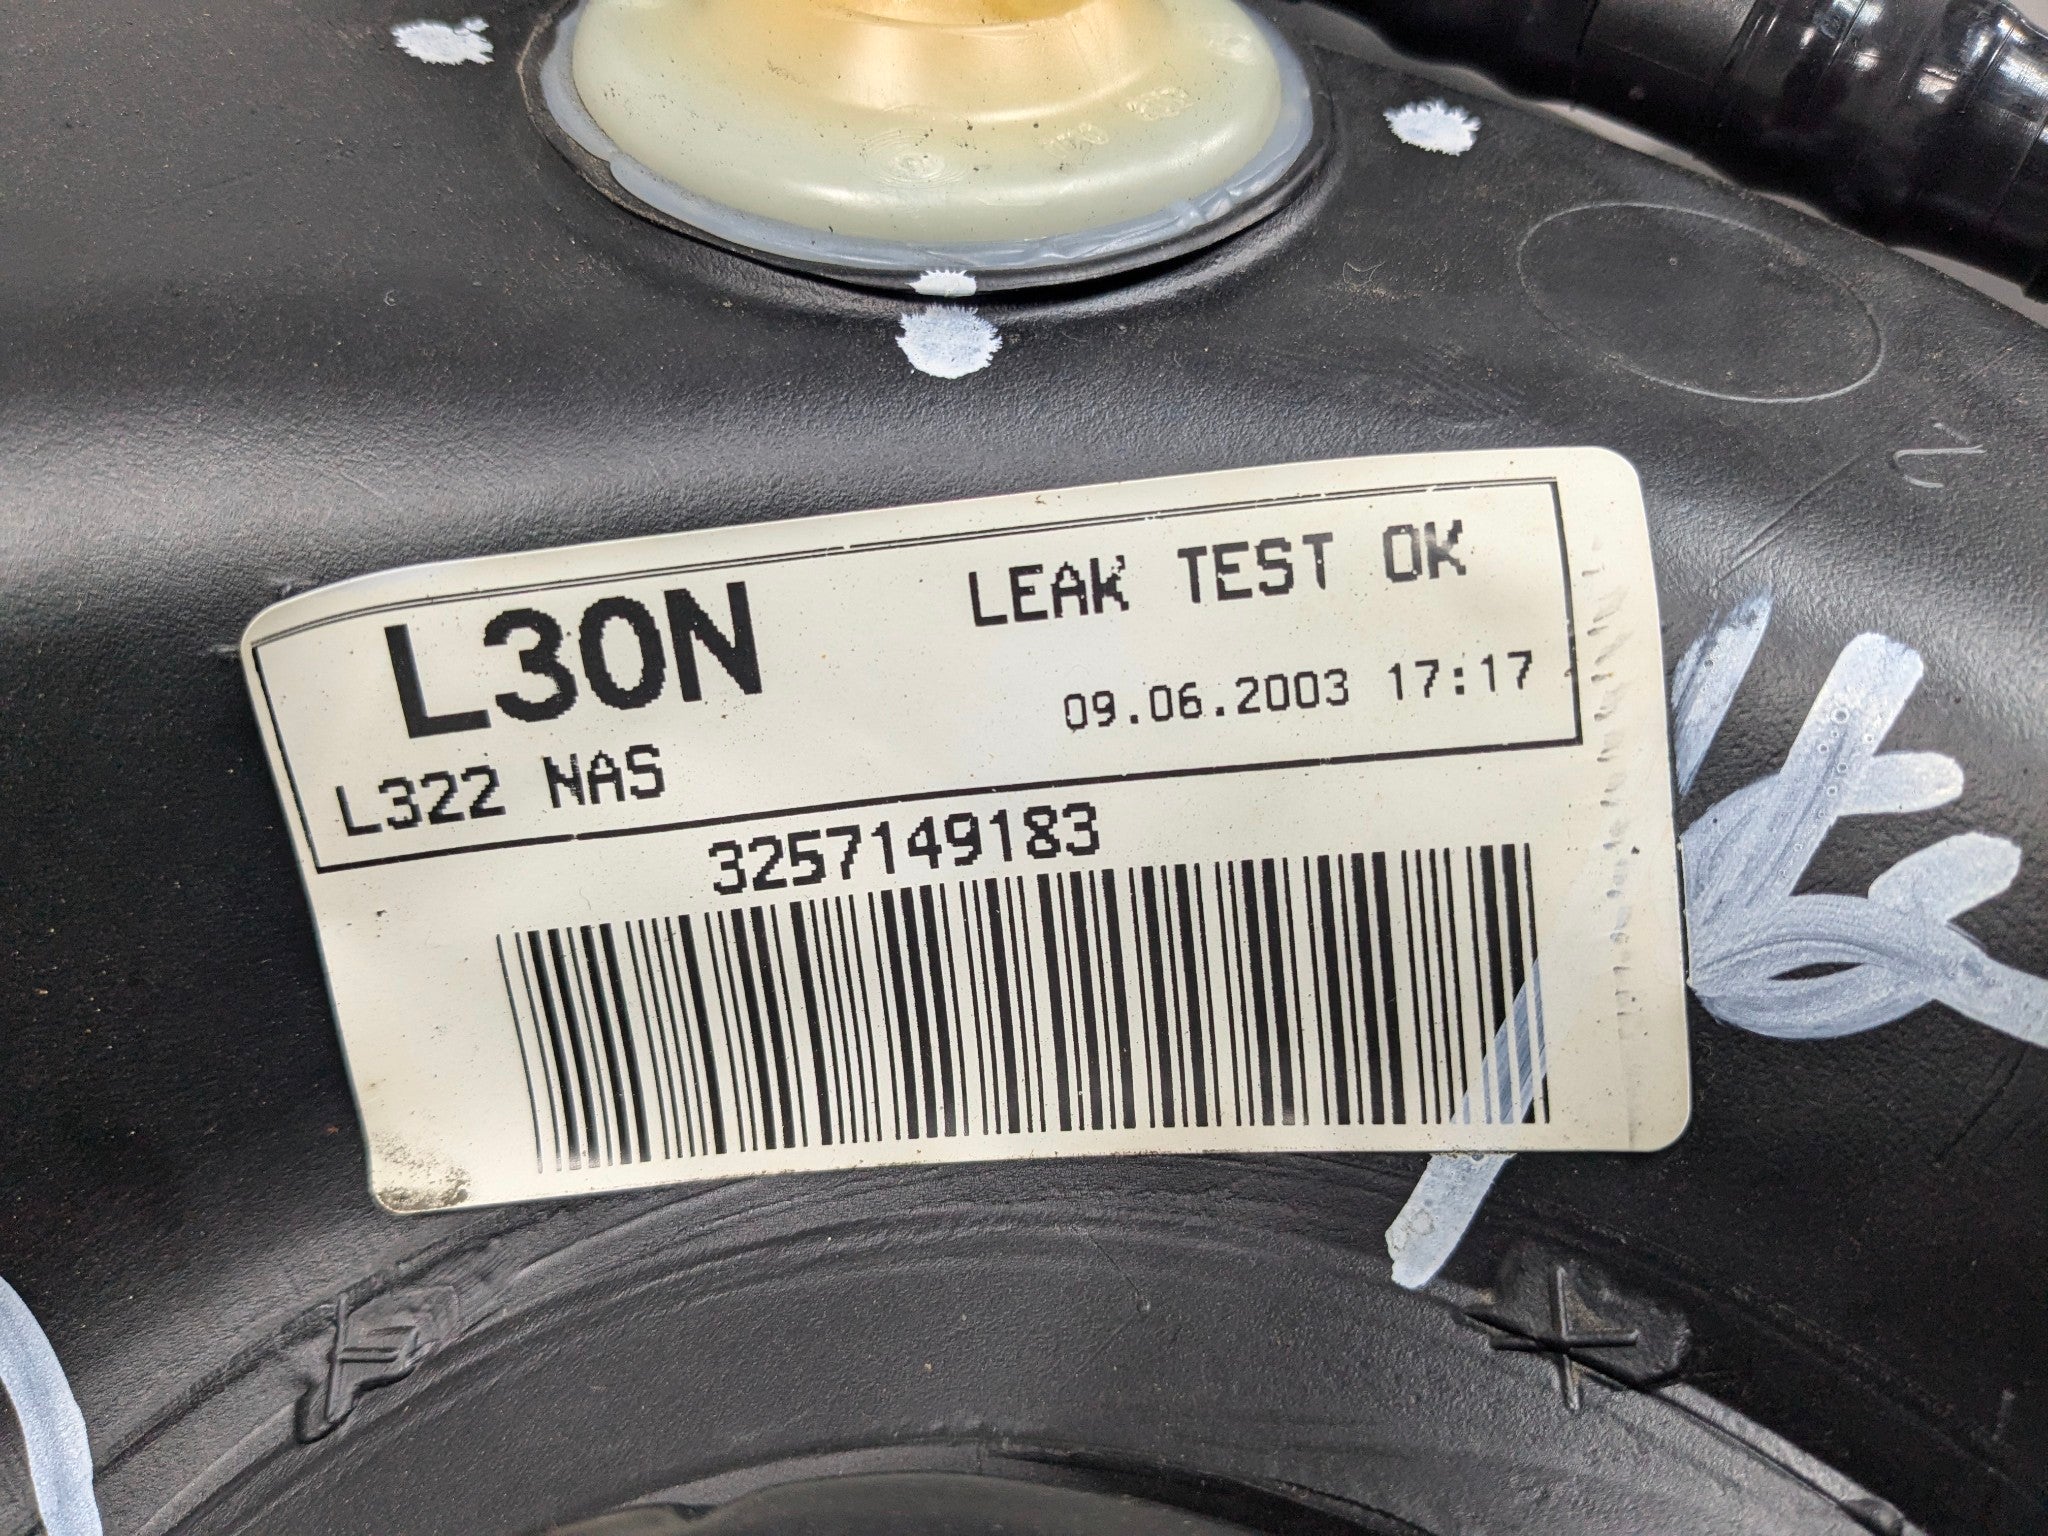 L30N
LEAK TEST OK
09.06.2003 17:17
L322 NAS
3257149183